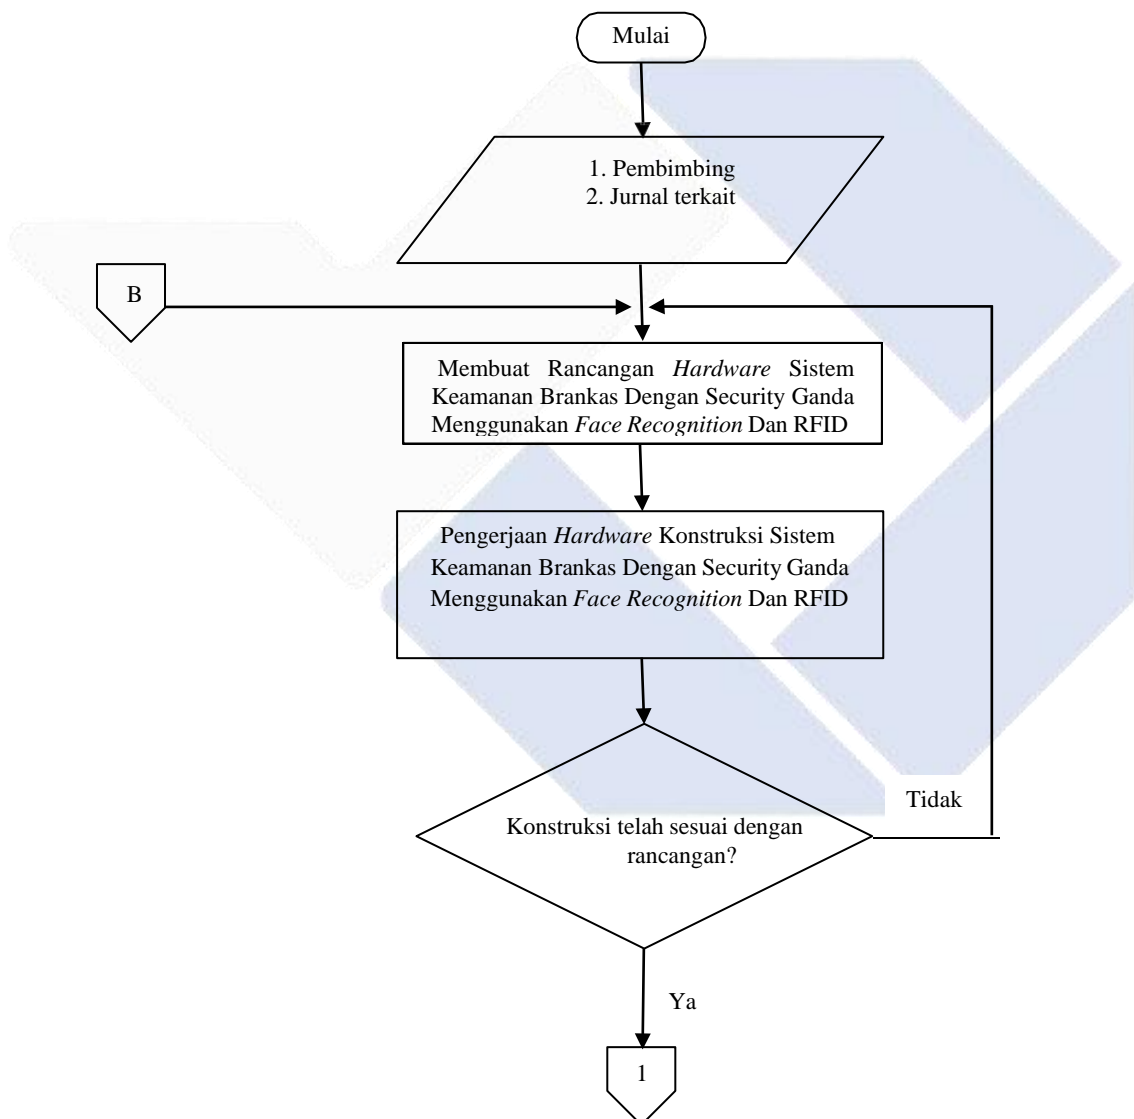 Mulai
1. Pembimbing
2. Jurnal terkait
B
Membuat Rancangan Hardware Sistem
Keamanan Brankas Dengan Security Ganda
Menggunakan Face Recognition Dan RFID
Pengerjaan Hardware Konstruksi Sistem
Keamanan Brankas Dengan Security Ganda
Menggunakan Face Recognition Dan RFID
Tidak
Konstruksi telah sesuai dengan
rancangan?
Ya
1